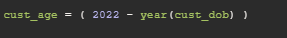 cust_age = ( 2022 - year(cust_dob) )